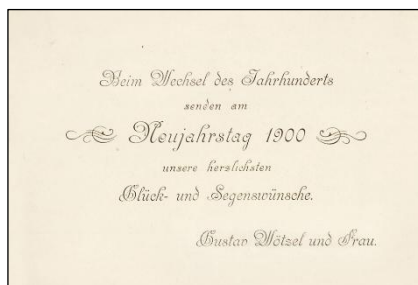 Beim Wechsel des Jahrhunderts
senden am
Neujahrstag 1900
unsere herzlichsten
Glück- und Segenswünsche.
Gustav Wötzel und Frau.